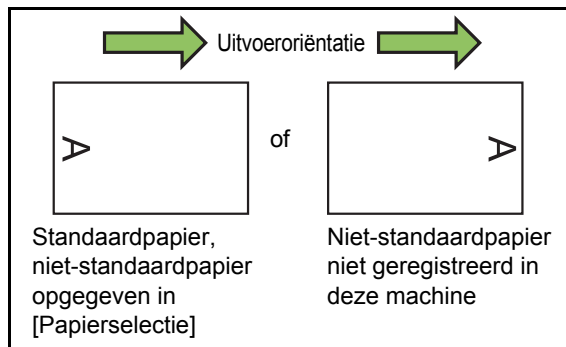 Uitvoeroriëntatie
A
of
A
Standaardpapier,
niet-standaardpapier
opgegeven in
[Papierselectie]
Niet-standaardpapier
niet geregistreerd in
deze machine